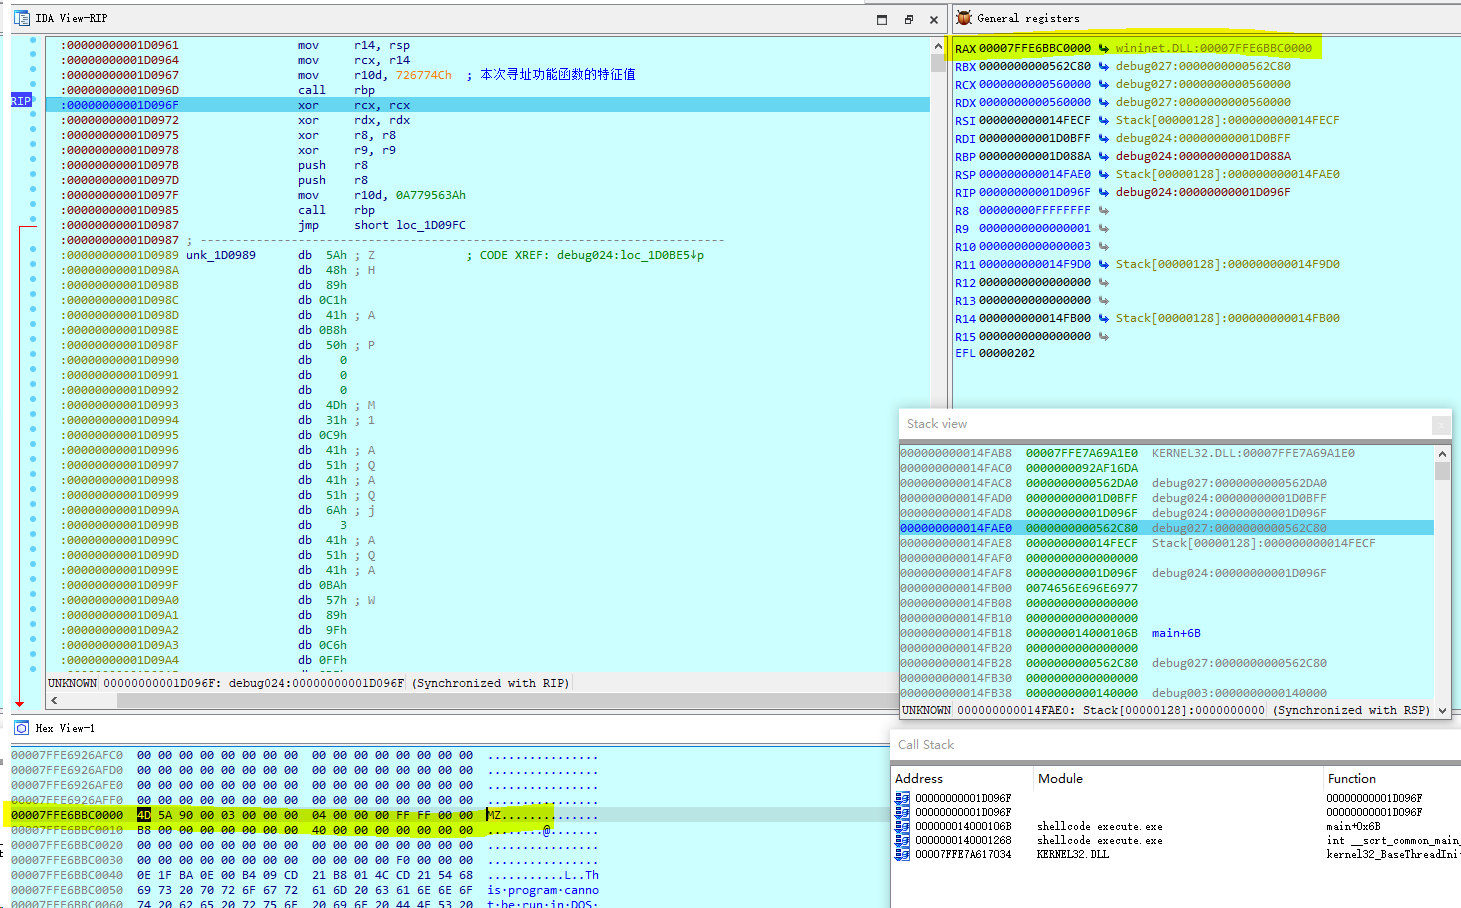 IDA View-RIP
:00000000001D0961 mov r14, rsp
:00000000001D0964 mov rcx, r14
:00000000001D0967 mov r10d, 726774Ch ; 本次寻址功能函数的特征值
:00000000001D096D call rbp
RIP :00000000001D096F xor rcx, rcx
:00000000001D0972 xor rdx, rdx
:00000000001D0975 xor r8, r8
:00000000001D0978 xor r9, r9
:00000000001D097B push r8
:00000000001D097D push r8
:00000000001D097F mov r10d, 0A779563Ah
:00000000001D0985 call rbp
:00000000001D0987 jmp short loc_1D09FC
:00000000001D0987 ; ---------------------------------------------------------------------------
:00000000001D0989 unk_1D0989 db 5Ah ; Z ; CODE XREF: debug024:loc_1D0BE5↓p
:00000000001D098A db 48h ; H
:00000000001D098B db 89h
:00000000001D098C db 0C1h
:00000000001D098D db 41h ; A
:00000000001D098E db 0B8h
:00000000001D098F db 50h ; P
:00000000001D0990 db 0
:00000000001D0991 db 0
:00000000001D0992 db 0
:00000000001D0993 db 4Dh ; M
:00000000001D0994 db 31h ; 1
:00000000001D0995 db 0C9h
:00000000001D0996 db 41h ; A
:00000000001D0997 db 51h ; Q
:00000000001D0998 db 41h ; A
:00000000001D0999 db 51h ; Q
:00000000001D099A db 6Ah ; j
:00000000001D099B db 3
:00000000001D099C db 41h ; A
:00000000001D099D db 51h ; Q
:00000000001D099E db 41h ; A
:00000000001D099F db 0BAh
:00000000001D09A0 db 57h ; W
:00000000001D09A1 db 89h
:00000000001D09A2 db 9Fh
:00000000001D09A3 db 0C6h
:00000000001D09A4 db 0FFh
UNKNOWN 00000000001D096F: debug024:00000000001D096F (Synchronized with RIP)
General registers
RAX 00007FFE6BBC0000 wininet.DLL:00007FFE6BBC0000
RBX 0000000000562C80 debug027:0000000000562C80
RCX 0000000000560000 debug027:0000000000560000
RDX 0000000000560000 debug027:0000000000560000
RSI 000000000014FECF Stack[00000128]:000000000014FECF
RDI 00000000001D0BFF debug024:00000000001D0BFF
RBP 00000000001D088A debug024:00000000001D088A
RSP 000000000014FAE0 Stack[00000128]:000000000014FAE0
RIP 00000000001D096F debug024:00000000001D096F
R8 00000000FFFFFFFF
R9 0000000000000001
R10 0000000000000003
R11 000000000014F9D0 Stack[00000128]:000000000014F9D0
R12 0000000000000000
R13 0000000000000000
R14 000000000014FB00 Stack[00000128]:000000000014FB00
R15 0000000000000000
EFL 00000202
Stack view
000000000014FAB8 00007FFE7A69A1E0 KERNEL32.DLL:00007FFE7A69A1E0
000000000014FAC0 0000000092AF16DA
000000000014FAC8 0000000000562DA0 debug027:0000000000562DA0
000000000014FAD0 00000000001D0BFF debug024:00000000001D0BFF
000000000014FAD8 00000000001D096F debug024:00000000001D096F
000000000014FAE0 0000000000562C80 debug027:0000000000562C80
000000000014FAE8 000000000014FECF Stack[00000128]:000000000014FECF
000000000014FAF0 0000000000000000
000000000014FAF8 00000000001D096F debug024:00000000001D096F
000000000014FB00 0074656E696E6977
000000000014FB08 0000000000000000
000000000014FB10 0000000000000000
000000000014FB18 000000014000106B main+6B
000000000014FB20 0000000000000000
000000000014FB28 0000000000562C80 debug027:0000000000562C80
000000000014FB30 0000000000000000
000000000014FB38 0000000000140000 debug003:0000000000140000
UNKNOWN 000000000014FAE0: Stack[00000128]:0000000000 (Synchronized with RSP)
Hex View-1
00007FFE6926AFC0 00 00 00 00 00 00 00 00 00 00 00 00 00 00 00 00 ................
00007FFE6926AFD0 00 00 00 00 00 00 00 00 00 00 00 00 00 00 00 00 ................
00007FFE6926AFE0 00 00 00 00 00 00 00 00 00 00 00 00 00 00 00 00 ................
00007FFE6926AFF0 00 00 00 00 00 00 00 00 00 00 00 00 00 00 00 00 ................
00007FFE6BBC0000 4D 5A 90 00 03 00 00 00 04 00 00 00 FF FF 00 00 MZ..............
00007FFE6BBC0010 B8 00 00 00 00 00 00 00 40 00 00 00 00 00 00 00 ........@.......
00007FFE6BBC0020 00 00 00 00 00 00 00 00 00 00 00 00 00 00 00 00 ................
00007FFE6BBC0030 00 00 00 00 00 00 00 00 00 00 00 00 F0 00 00 00 ................
00007FFE6BBC0040 0E 1F BA 0E 00 B4 09 CD 21 B8 01 4C CD 21 54 68 ...........L..Th
00007FFE6BBC0050 69 73 20 70 72 6F 67 72 61 6D 20 63 61 6E 6E 6F is·program·canno
00007FFE6BBC0060 74 20 62 65 20 72 75 6E 20 69 6E 20 44 4F 53 20 t·be·run·in·DOS·
Call Stack
Address Module Function
00000000001D096F 00000000001D096F
00000000001D096F 00000000001D096F
000000014000106B shellcode execute.exe main+0x6B
0000000140001268 shellcode execute.exe int __scrt_common_main_
00007FFE7A617034 KERNEL32.DLL kernel32_BaseThreadInit